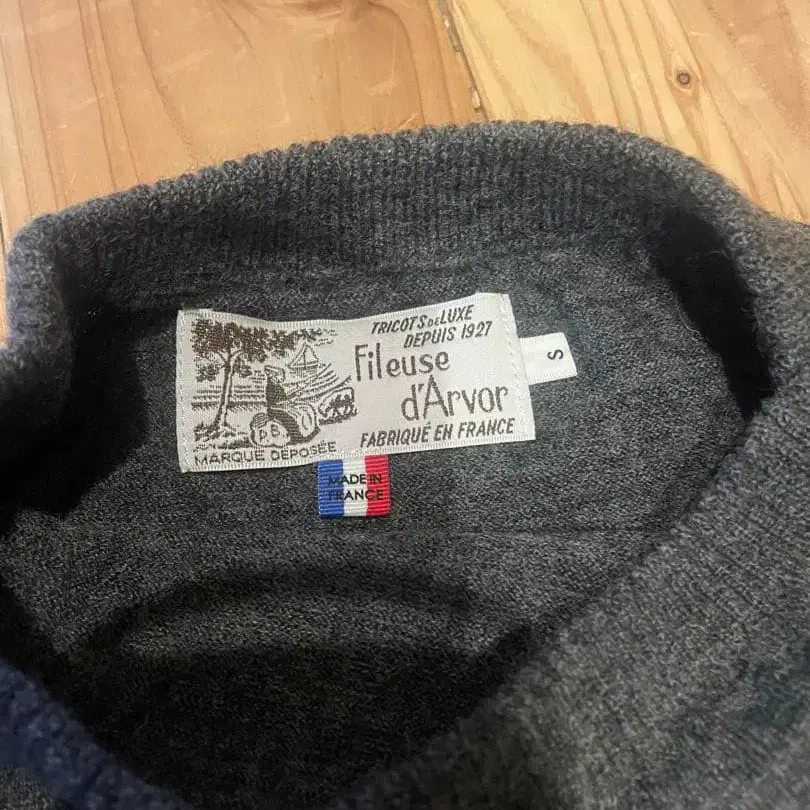 TRICOTS DE LUXE
DEPUIS 1927
Fileuse
d'Arvor
FABRIQUÉ EN FRANCE
P.B
MARQUE DÉPOSÉE
S
MADE IN
FRANCE